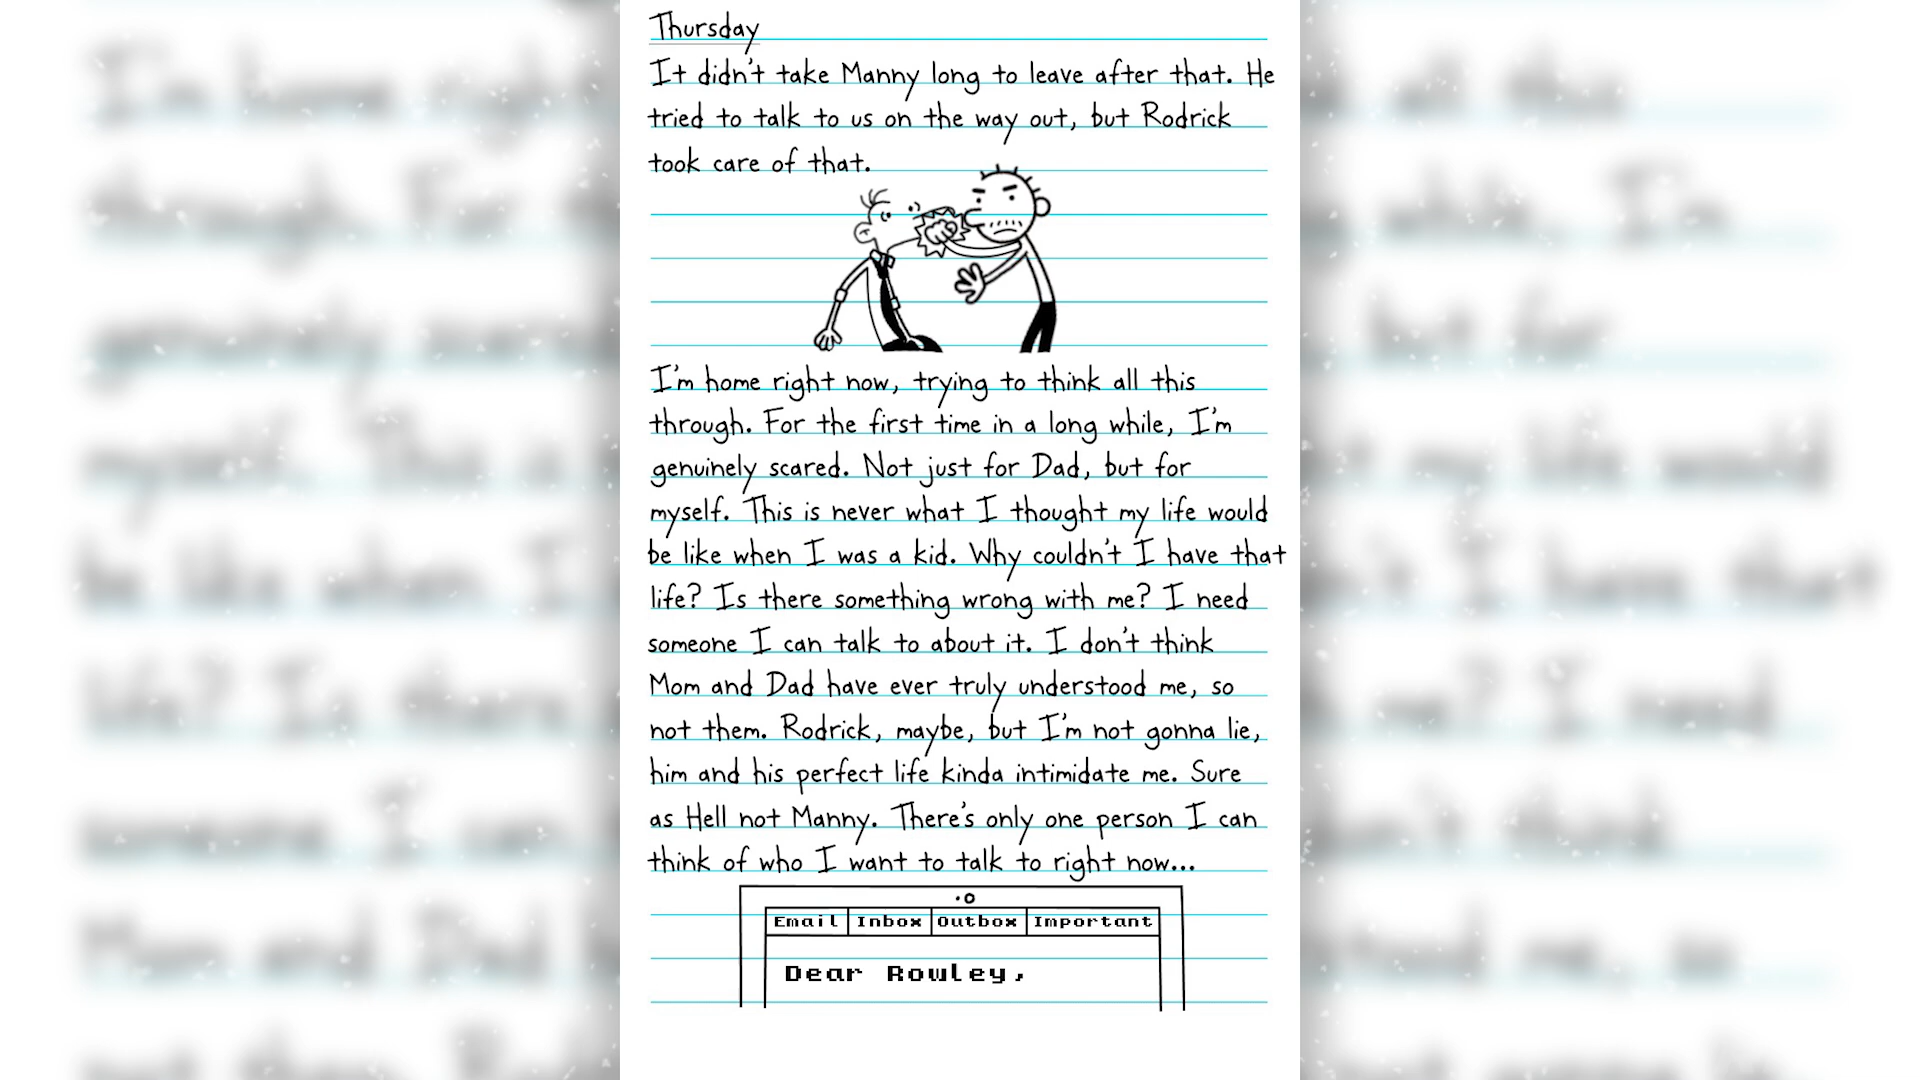 Thursday
It didn't take Manny long to leave after that. He
tried to talk to us on the way out, but Rodrick
took care of that.
I'm home right now, trying to think all this
through. For the first time in a long while, I'm
genuinely scared. Not just for Dad, but for
myself. This is never what I thought my life would
be like when I was a kid. Why couldn't I have that
life? Is there something wrong with me? I need
someone I can talk to about it. I don't think
Mom and Dad have ever truly understood me, so
not them. Rodrick, maybe, but I'm not gonna lie,
him and his perfect life kinda intimidate me. Sure
as Hell not Manny. There's only one person I can
think of who I want to talk to right now...
Email Inbox Outbox Important
Dear Rowley,